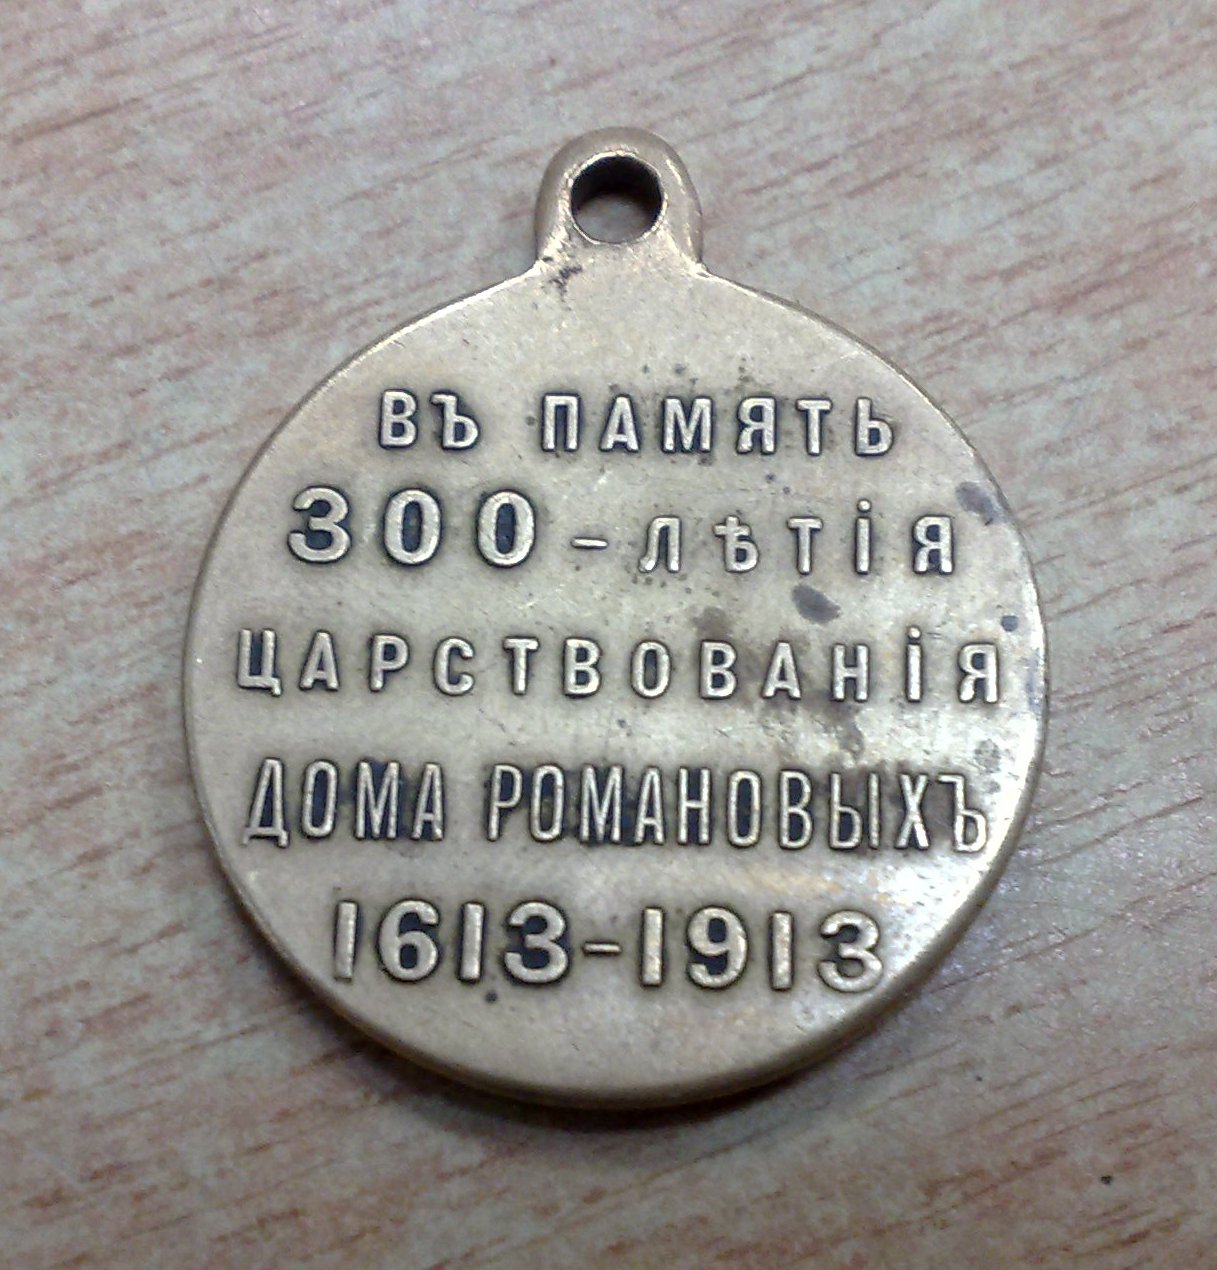 ВЪ ПАМЯТЬ
300-лѢТІЯ
ЦАРСТВОВАНІЯ
ДОМА РОМАНОВЫХЪ
1613-1913